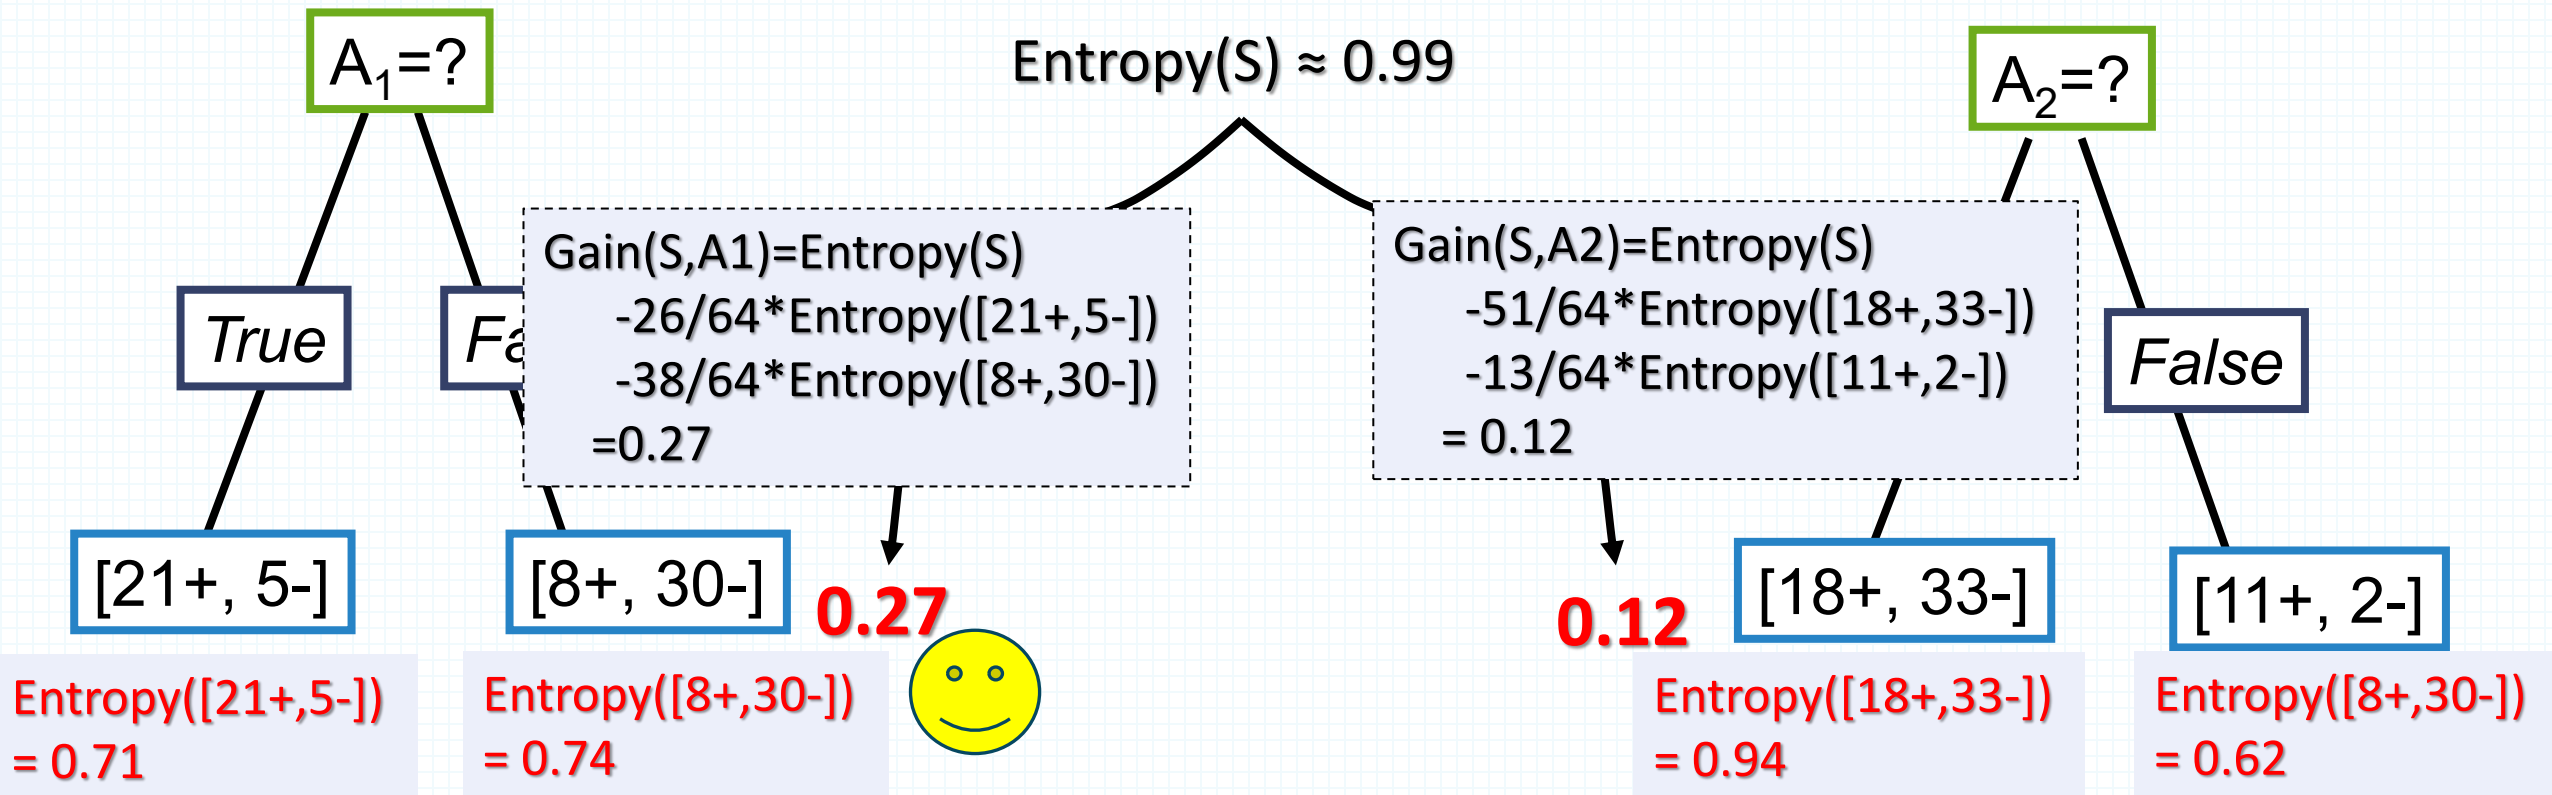 A1=?
Entropy(S) ≈ 0.99
A2=?
Gain(S,A1)=Entropy(S)
-26/64*Entropy([21+,5-])
-38/64*Entropy([8+,30-])
=0.27
Gain(S,A2)=Entropy(S)
-51/64*Entropy([18+,33-])
-13/64*Entropy([11+,2-])
= 0.12
True
Fa
False
[21+, 5-]
[8+, 30-]
0.27
0.12
[18+, 33-]
[11+, 2-]
Entropy([21+,5-])
= 0.71
Entropy([8+,30-])
= 0.74
Entropy([18+,33-])
= 0.94
Entropy([8+,30-])
= 0.62